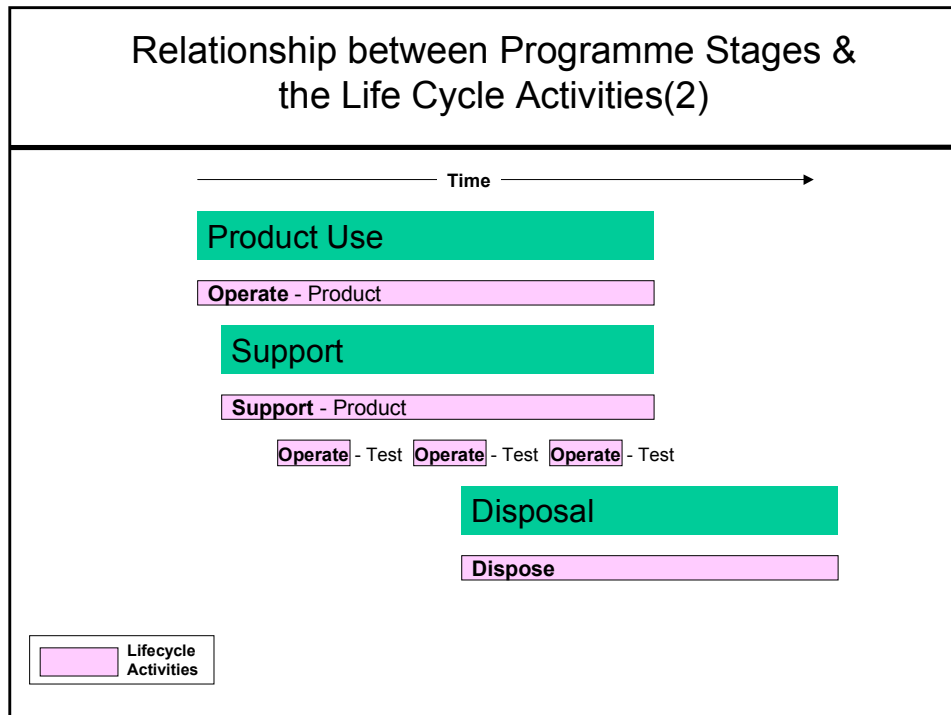 Relationship between Programme Stages &
the Life Cycle Activities(2)
Time
Product Use
Operate - Product
Support
Support - Product
Operate - Test Operate - Test Operate - Test
Disposal
Dispose
Lifecycle
Activities